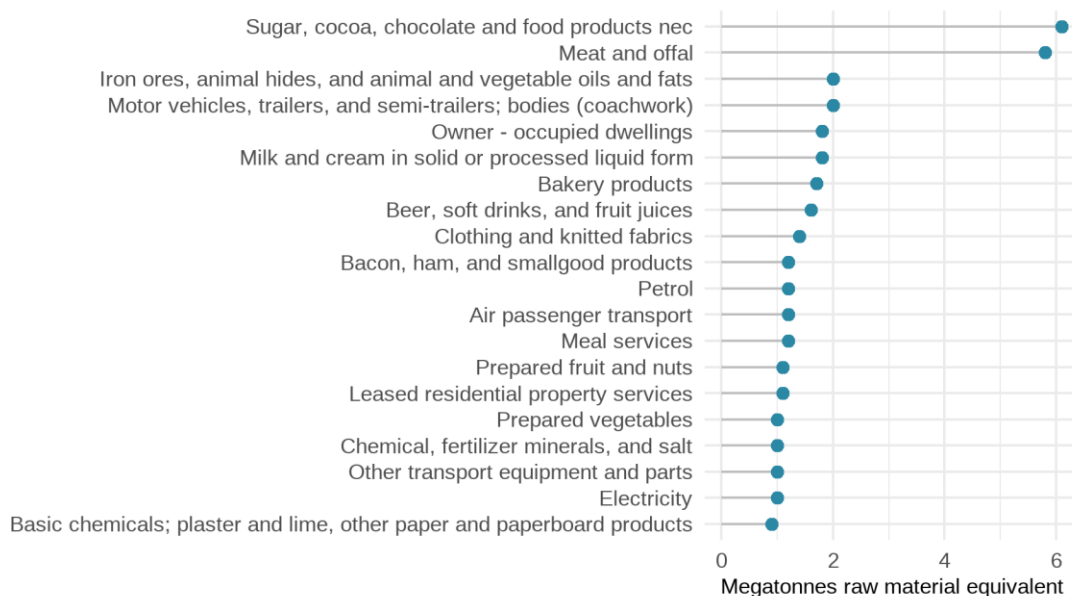 Sugar, cocoa, chocolate and food products nec
Meat and offal
Iron ores, animal hides, and animal and vegetable oils and fats
Motor vehicles, trailers, and semi-trailers; bodies (coachwork)
Owner - occupied dwellings
Milk and cream in solid or processed liquid form
Bakery products
Beer, soft drinks, and fruit juices
Clothing and knitted fabrics
Bacon, ham, and smallgood products
Petrol
Air passenger transport
Meal services
Prepared fruit and nuts
Leased residential property services
Prepared vegetables
Chemical, fertilizer minerals, and salt
Other transport equipment and parts
Electricity
Basic chemicals; plaster and lime, other paper and paperboard products
0 2 4 6
Megatonnes raw material equivalent